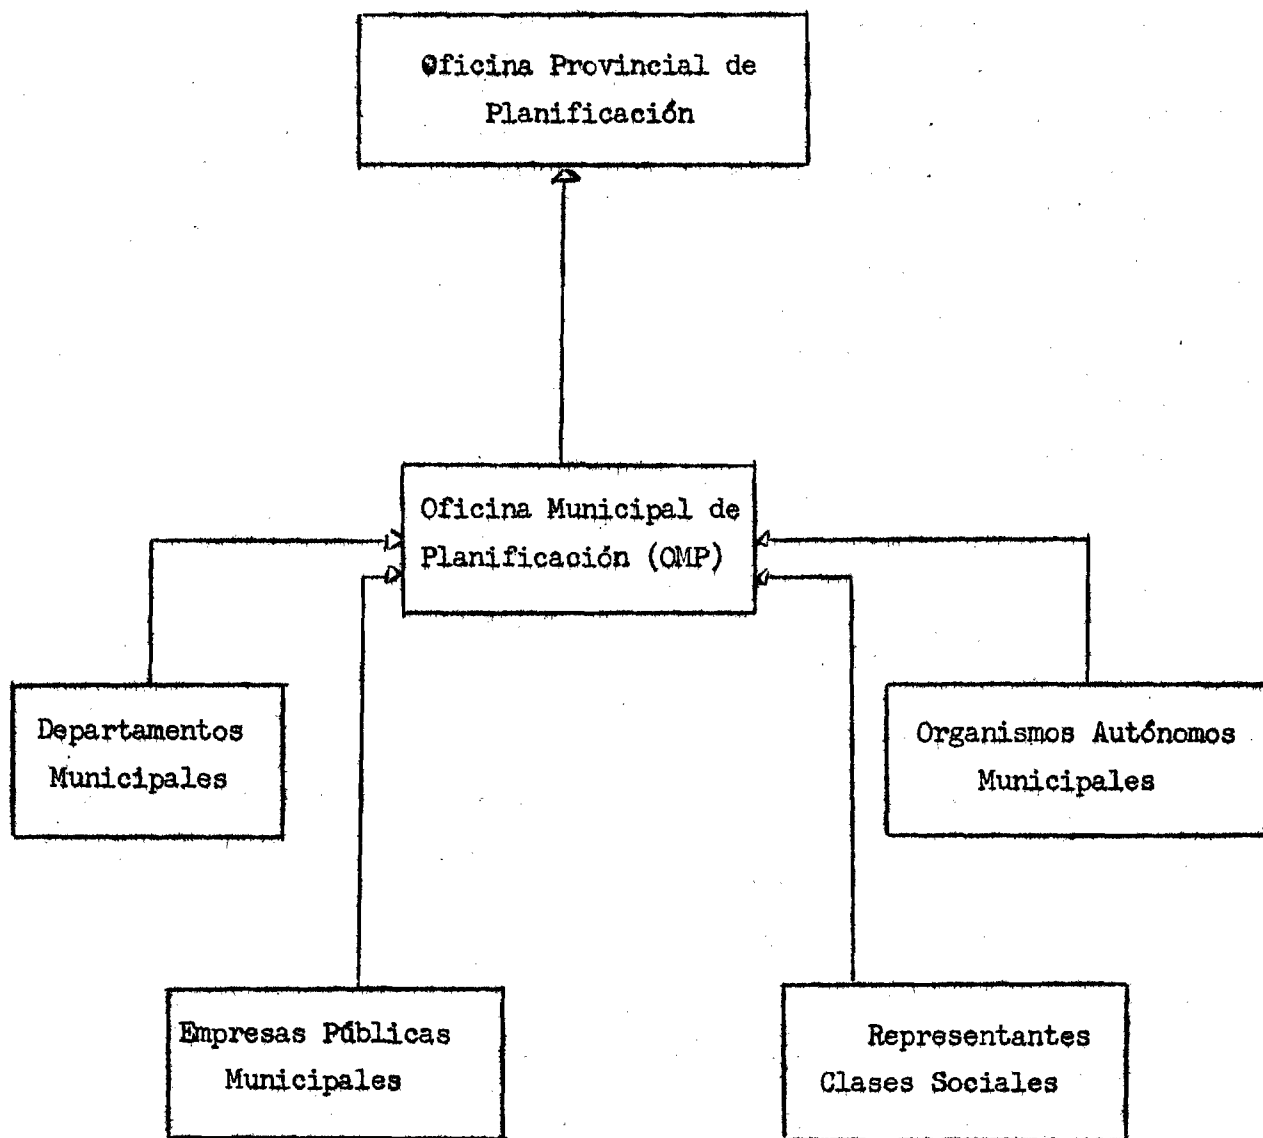 Oficina Provincial de
Planificación
Oficina Municipal de
Planificación (OMP)
Departamentos
Municipales
Organismos Autónomos
Municipales
Empresas Públicas
Municipales
Representantes
Clases Sociales